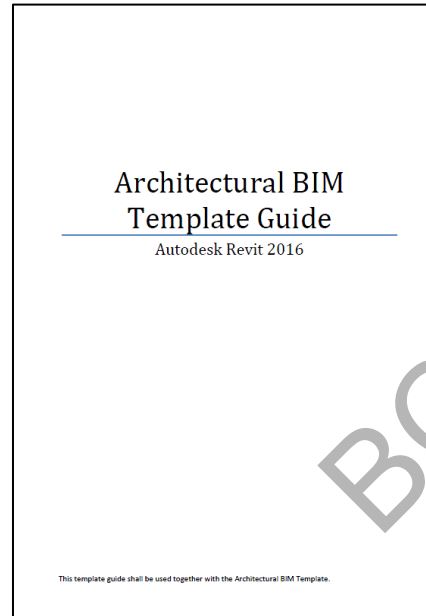 Architectural BIM
Template Guide
Autodesk Revit 2016
This template guide shall be used together with the Architectural BIM Template.